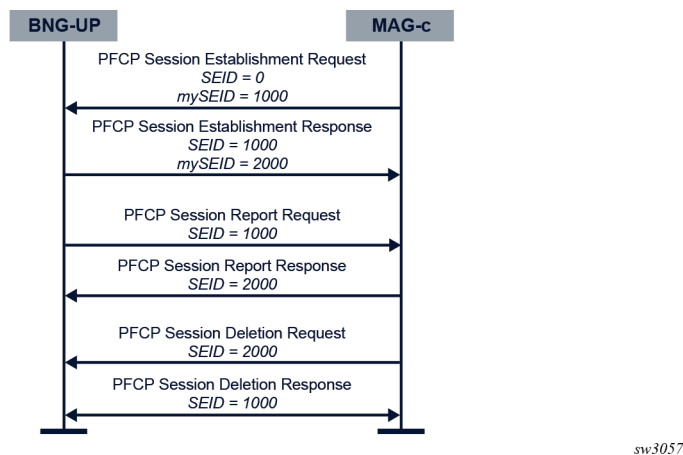 BNG-UP
MAG-c
PFCP Session Establishment Request
SEID = 0
mySEID = 1000
PFCP Session Establishment Response
SEID = 1000
mySEID = 2000
PFCP Session Report Request
SEID = 1000
PFCP Session Report Response
SEID = 2000
PFCP Session Deletion Request
SEID = 2000
PFCP Session Deletion Response
SEID = 1000
sw3057